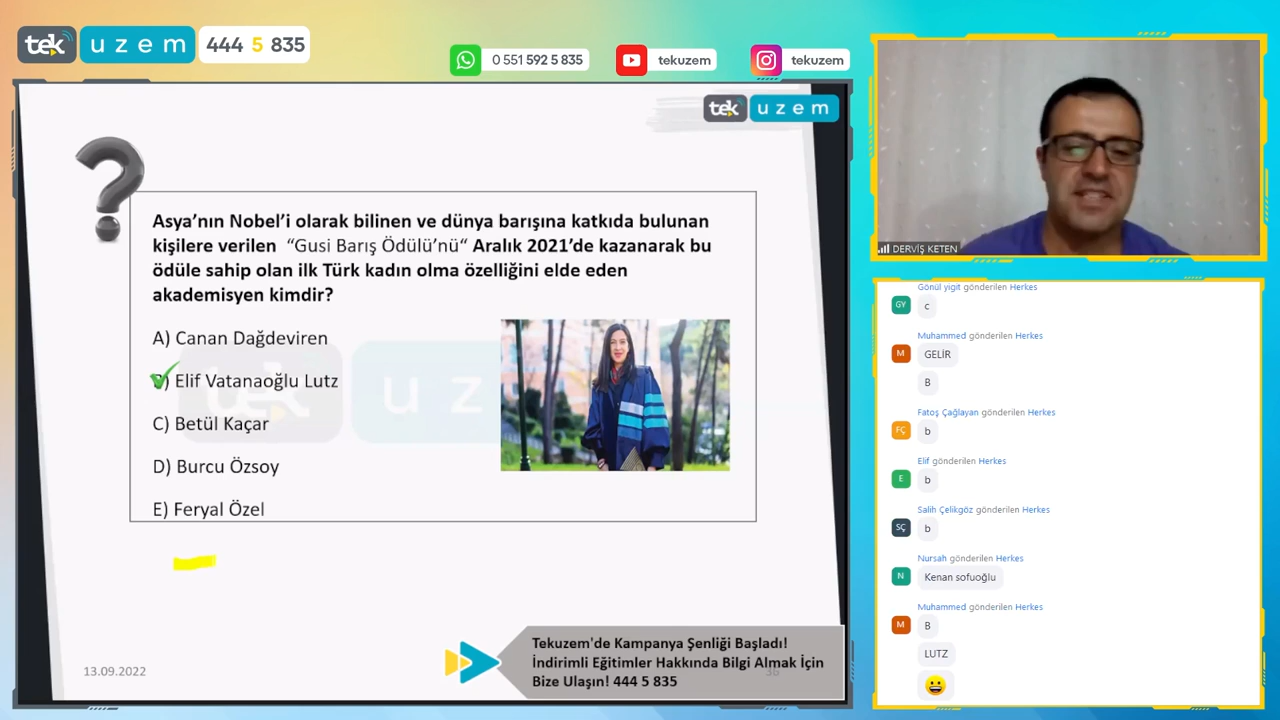 tek uzem 444 5 835
0 551 592 5 835
tekuzem
tekuzem
tek uzem
Asya'nın Nobel'i olarak bilinen ve dünya barışına katkıda bulunan
kişilere verilen “Gusi Barış Ödülü'nü“ Aralık 2021'de kazanarak bu
ödüle sahip olan ilk Türk kadın olma özelliğini elde eden
akademisyen kimdir?
A) Canan Dağdeviren
B) Elif Vatanaoğlu Lutz
C) Betül Kaçar
D) Burcu Özsoy
E) Feryal Özel
tek uz
13.09.2022
Tekuzem'de Kampanya Şenliği Başladı!
İndirimli Eğitimler Hakkında Bilgi Almak İçin
Bize Ulaşın! 444 5 835
DERVİŞ KETEN
Gönül yigit gönderilen Herkes
GY c
Muhammed gönderilen Herkes
M GELİR
B
Fatoş Çağlayan gönderilen Herkes
FÇ b
Elif gönderilen Herkes
E b
Salih Çelikgöz gönderilen Herkes
SÇ b
Nursah gönderilen Herkes
N Kenan sofuoğlu
Muhammed gönderilen Herkes
M B
LUTZ